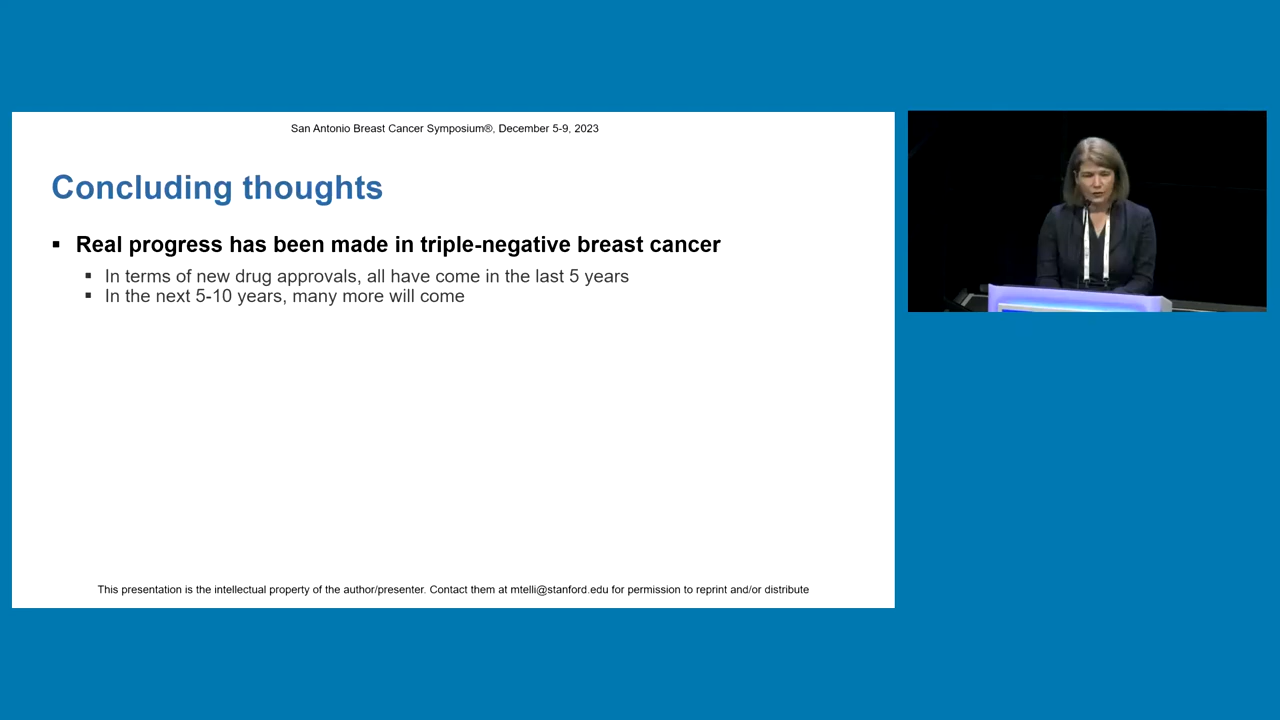 San Antonio Breast Cancer Symposium®, December 5-9, 2023
Concluding thoughts
▪ Real progress has been made in triple-negative breast cancer
▪ In terms of new drug approvals, all have come in the last 5 years
▪ In the next 5-10 years, many more will come
This presentation is the intellectual property of the author/presenter. Contact them at mtelli@stanford.edu for permission to reprint and/or distribute